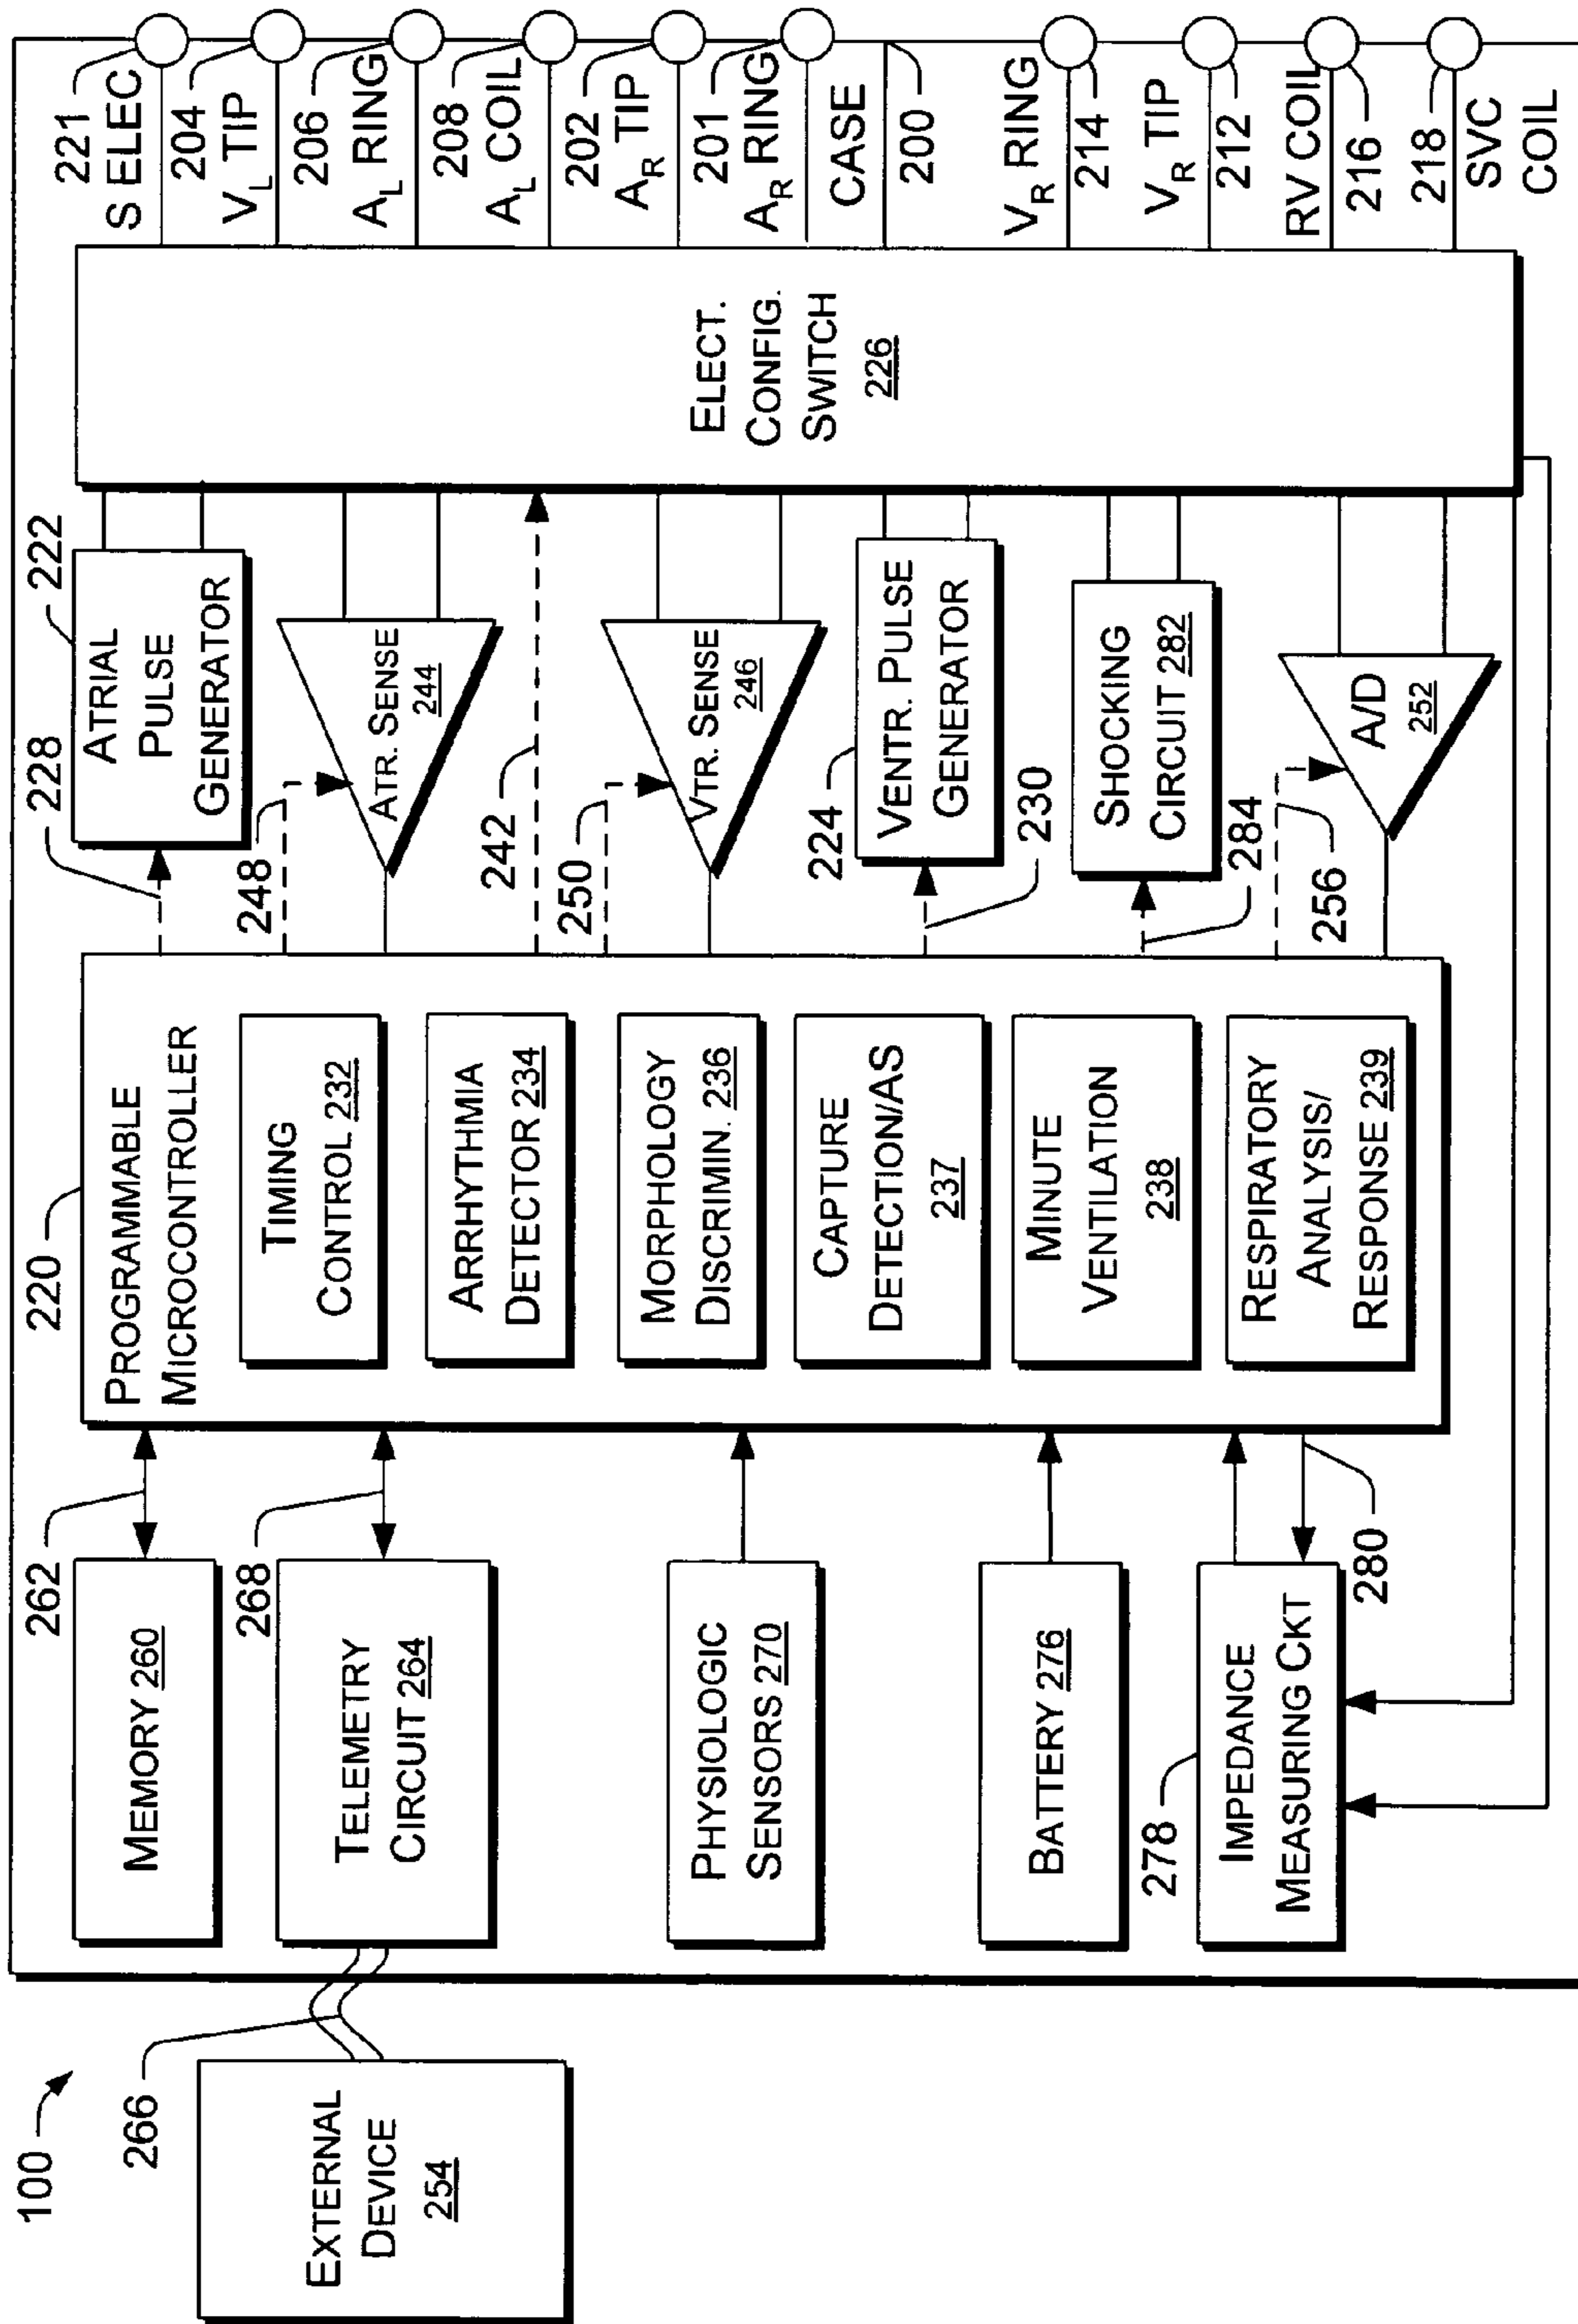 100
EXTERNAL
DEVICE
254
266
262
MEMORY 260
268
TELEMETRY
CIRCUIT 264
PHYSIOLOGIC
SENSORS 270
BATTERY 276
278
IMPEDANCE
MEASURING CKT
280
220
PROGRAMMABLE
MICROCONTROLLER
TIMING
CONTROL 232
ARRHYTHMIA
DETECTOR 234
MORPHOLOGY
DISCRIMIN. 236
CAPTURE
DETECTION/AS
237
MINUTE
VENTILATION
238
RESPIRATORY
ANALYSIS/
RESPONSE 239
228
222
ATRIAL
PULSE
GENERATOR
248
ATR. SENSE
244
242
250
VTR. SENSE
246
224
VENTR. PULSE
GENERATOR
230
SHOCKING
CIRCUIT 282
284
256
A/D
252
ELECT.
CONFIG.
SWITCH
226
221
S ELEC
204
VL TIP
206
AL RING
208
AL COIL
202
AR TIP
201
AR RING
CASE
200
VR RING
214
VR TIP
212
RV COIL
216
218
SVC
COIL